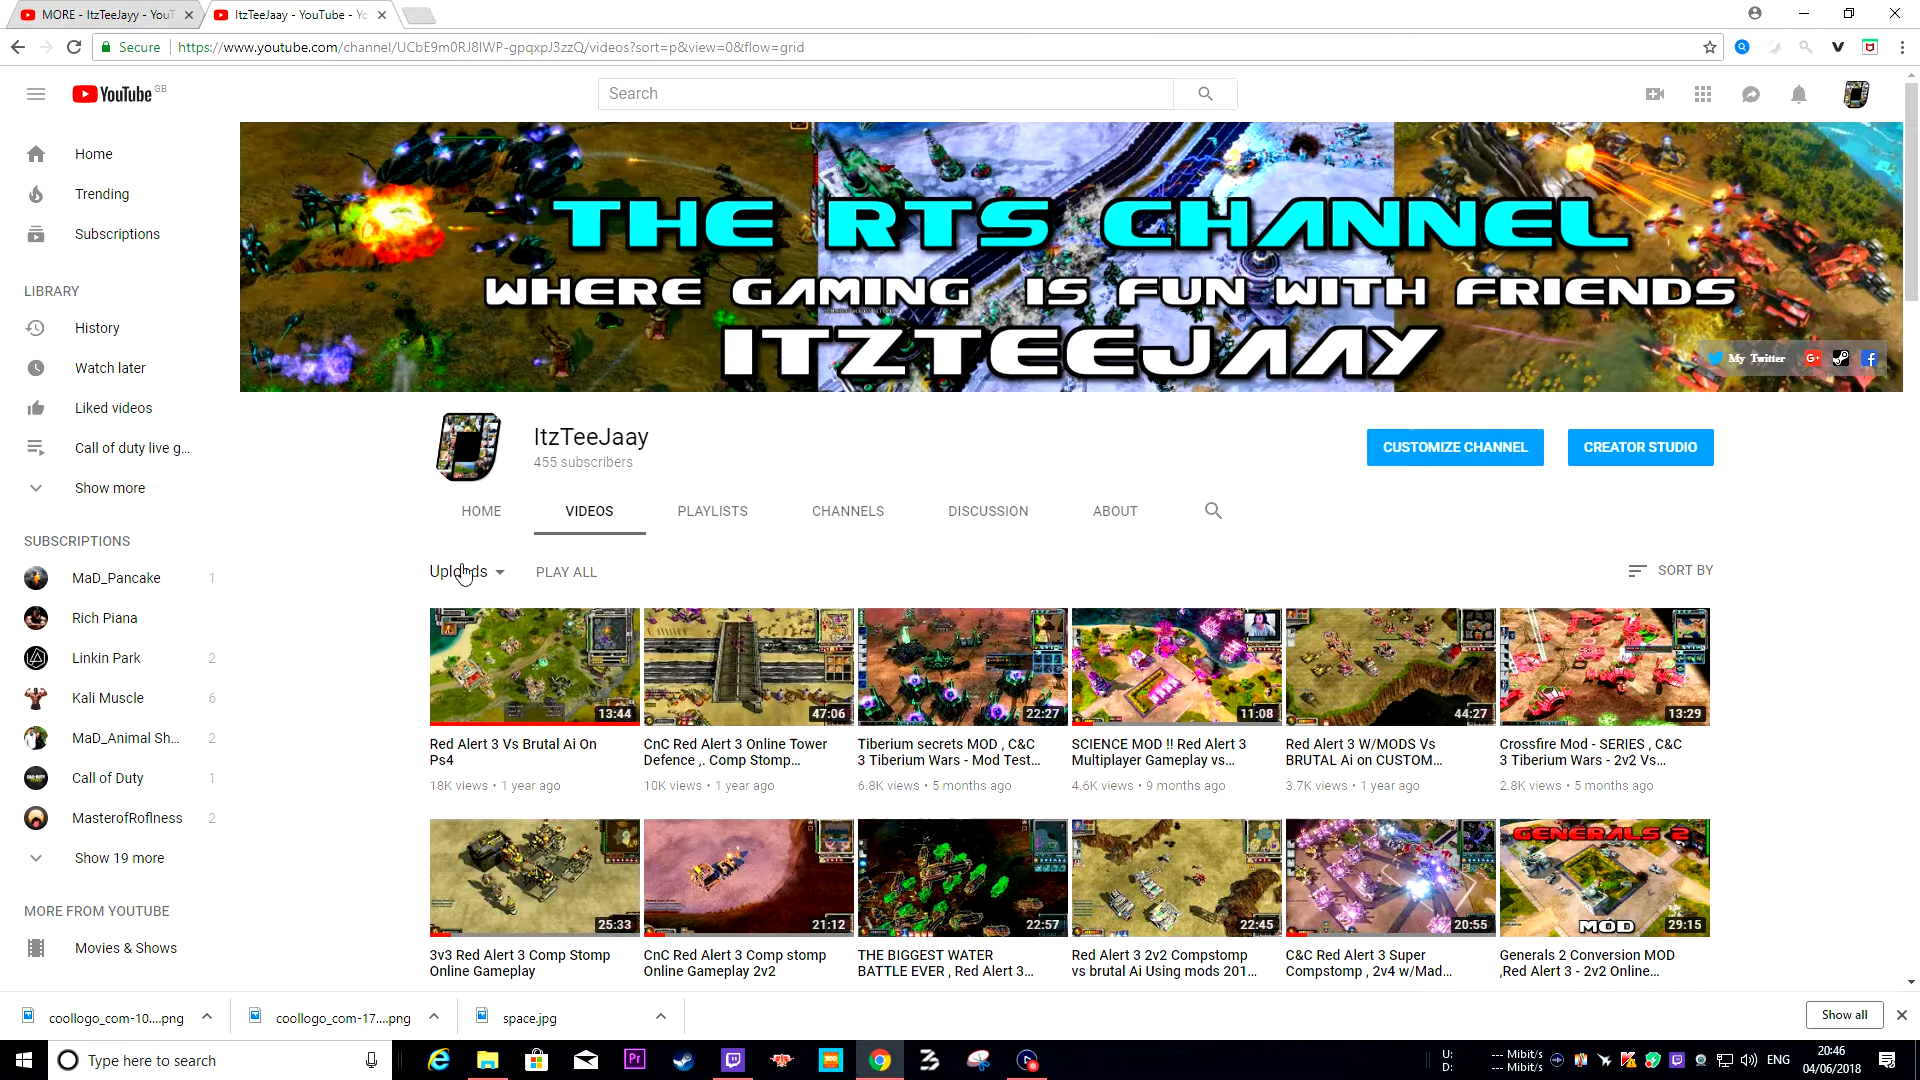 MORE - ItzTeeJayy - YouT
ItzTeeJaay - YouTube - Yo
Secure
https://www.youtube.com/channel/UCbE9m0RJ8IWP-gpqxpJ3zzQ/videos?sort=p&view=0&flow=grid
YouTube GB
Search
Home
Trending
Subscriptions
LIBRARY
History
Watch later
Liked videos
Call of duty live g...
Show more
SUBSCRIPTIONS
MaD_Pancake 1
Rich Piana
Linkin Park 2
Kali Muscle 6
MaD_Animal Sh... 2
Call of Duty 1
MasterofRoflness 2
Show 19 more
MORE FROM YOUTUBE
Movies & Shows
THE RTS CHANNEL
WHERE GAMING IS FUN WITH FRIENDS
ITZTEEJAAY
My Twitter
ItzTeeJaay
455 subscribers
CUSTOMIZE CHANNEL
CREATOR STUDIO
HOME VIDEOS PLAYLISTS CHANNELS DISCUSSION ABOUT
Uploads PLAY ALL SORT BY
13:44
47:06
22:27
11:08
44:27
13:29
Red Alert 3 Vs Brutal Ai On
Ps4
18K views • 1 year ago
CnC Red Alert 3 Online Tower
Defence ,. Comp Stomp...
10K views • 1 year ago
Tiberium secrets MOD , C&C
3 Tiberium Wars - Mod Test...
6.8K views • 5 months ago
SCIENCE MOD !! Red Alert 3
Multiplayer Gameplay vs...
4.6K views • 9 months ago
Red Alert 3 W/MODS Vs
BRUTAL Ai on CUSTOM...
3.7K views • 1 year ago
Crossfire Mod - SERIES , C&C
3 Tiberium Wars - 2v2 Vs...
2.8K views • 5 months ago
25:33
21:12
22:57
22:45
20:55
GENERALS 2
MOD
29:15
3v3 Red Alert 3 Comp Stomp
Online Gameplay
CnC Red Alert 3 Comp stomp
Online Gameplay 2v2
THE BIGGEST WATER
BATTLE EVER , Red Alert 3...
Red Alert 3 2v2 Compstomp
vs brutal Ai Using mods 201...
C&C Red Alert 3 Super
Compstomp , 2v4 w/Mad...
Generals 2 Conversion MOD
,Red Alert 3 - 2v2 Online...
coollogo_com-10....png
coollogo_com-17....png
space.jpg
Show all
Type here to search
U: --- Mibit/s
D: --- Mibit/s
ENG
20:46
04/06/2018